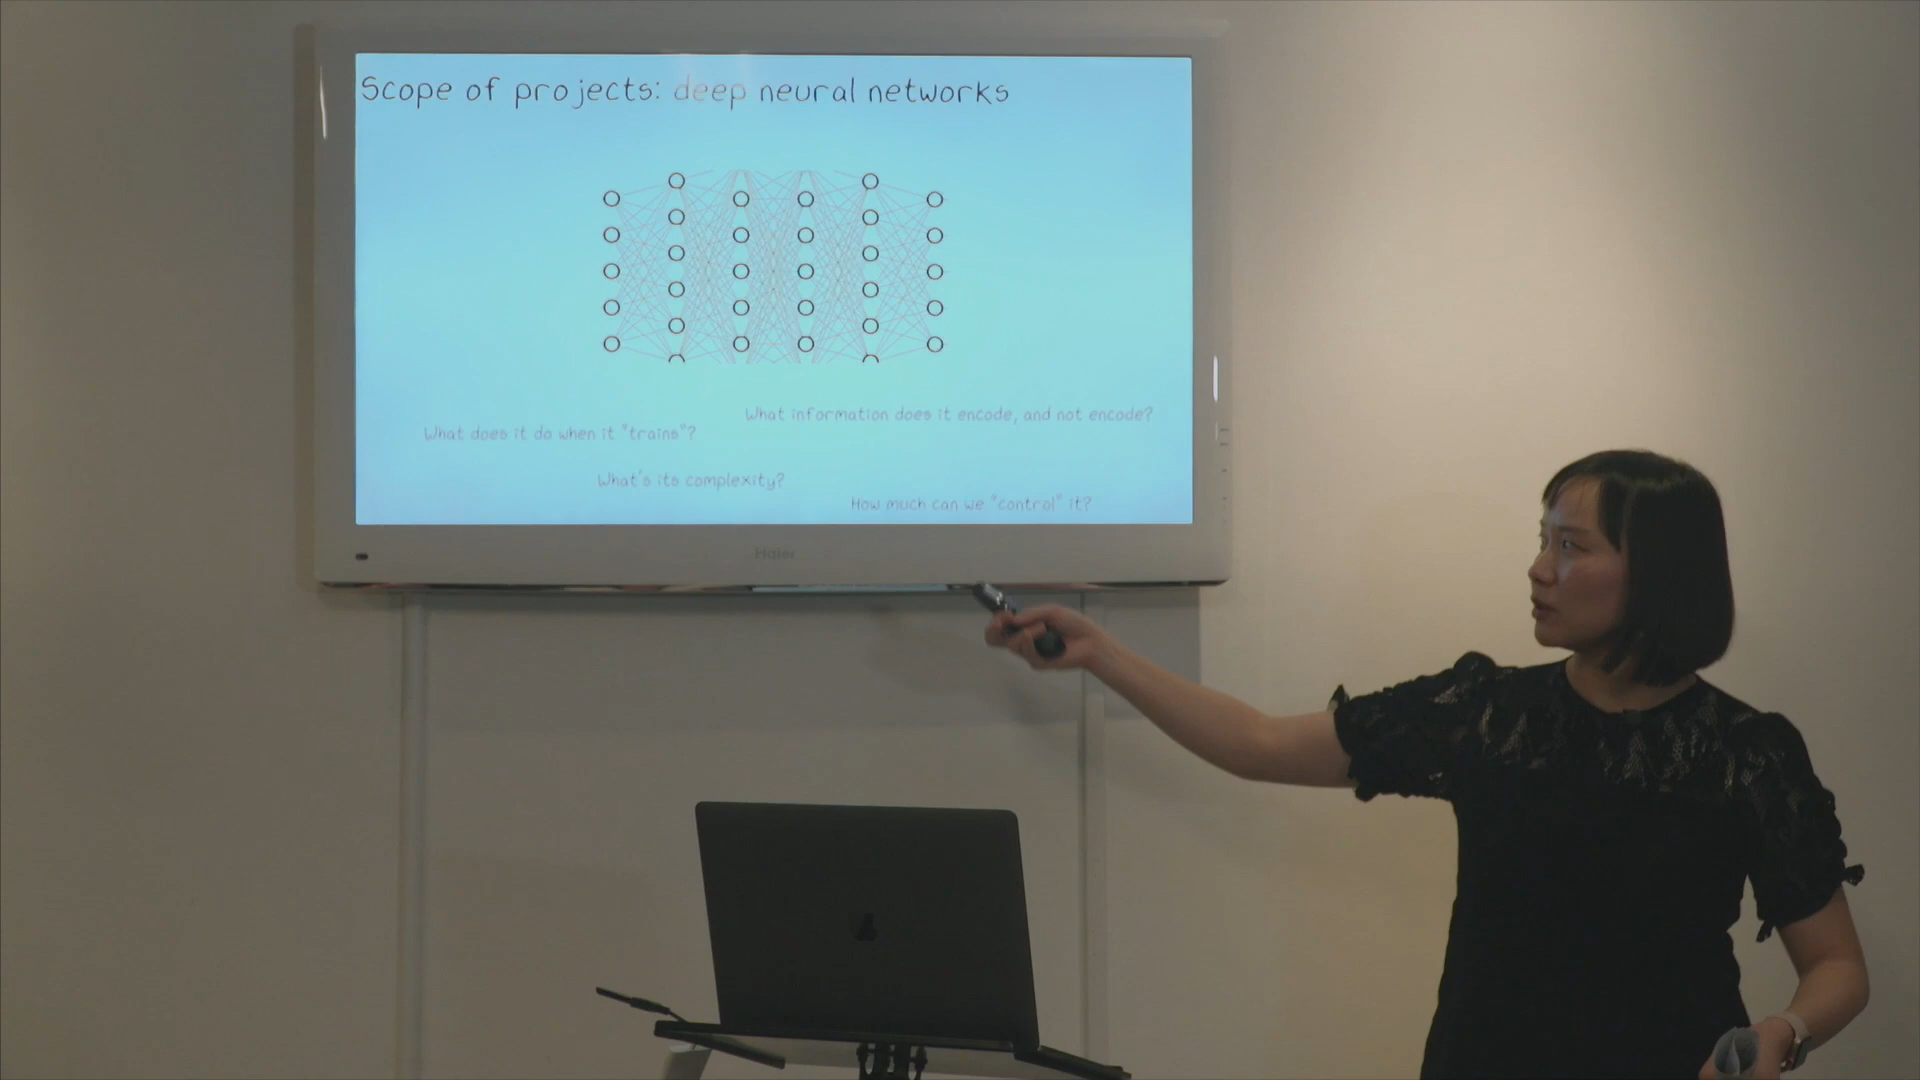 Scope of projects: deep neural networks
What information does it encode, and not encode?
What does it do when it "trains"?
What's its complexity?
How much can we "control" it?
Haier